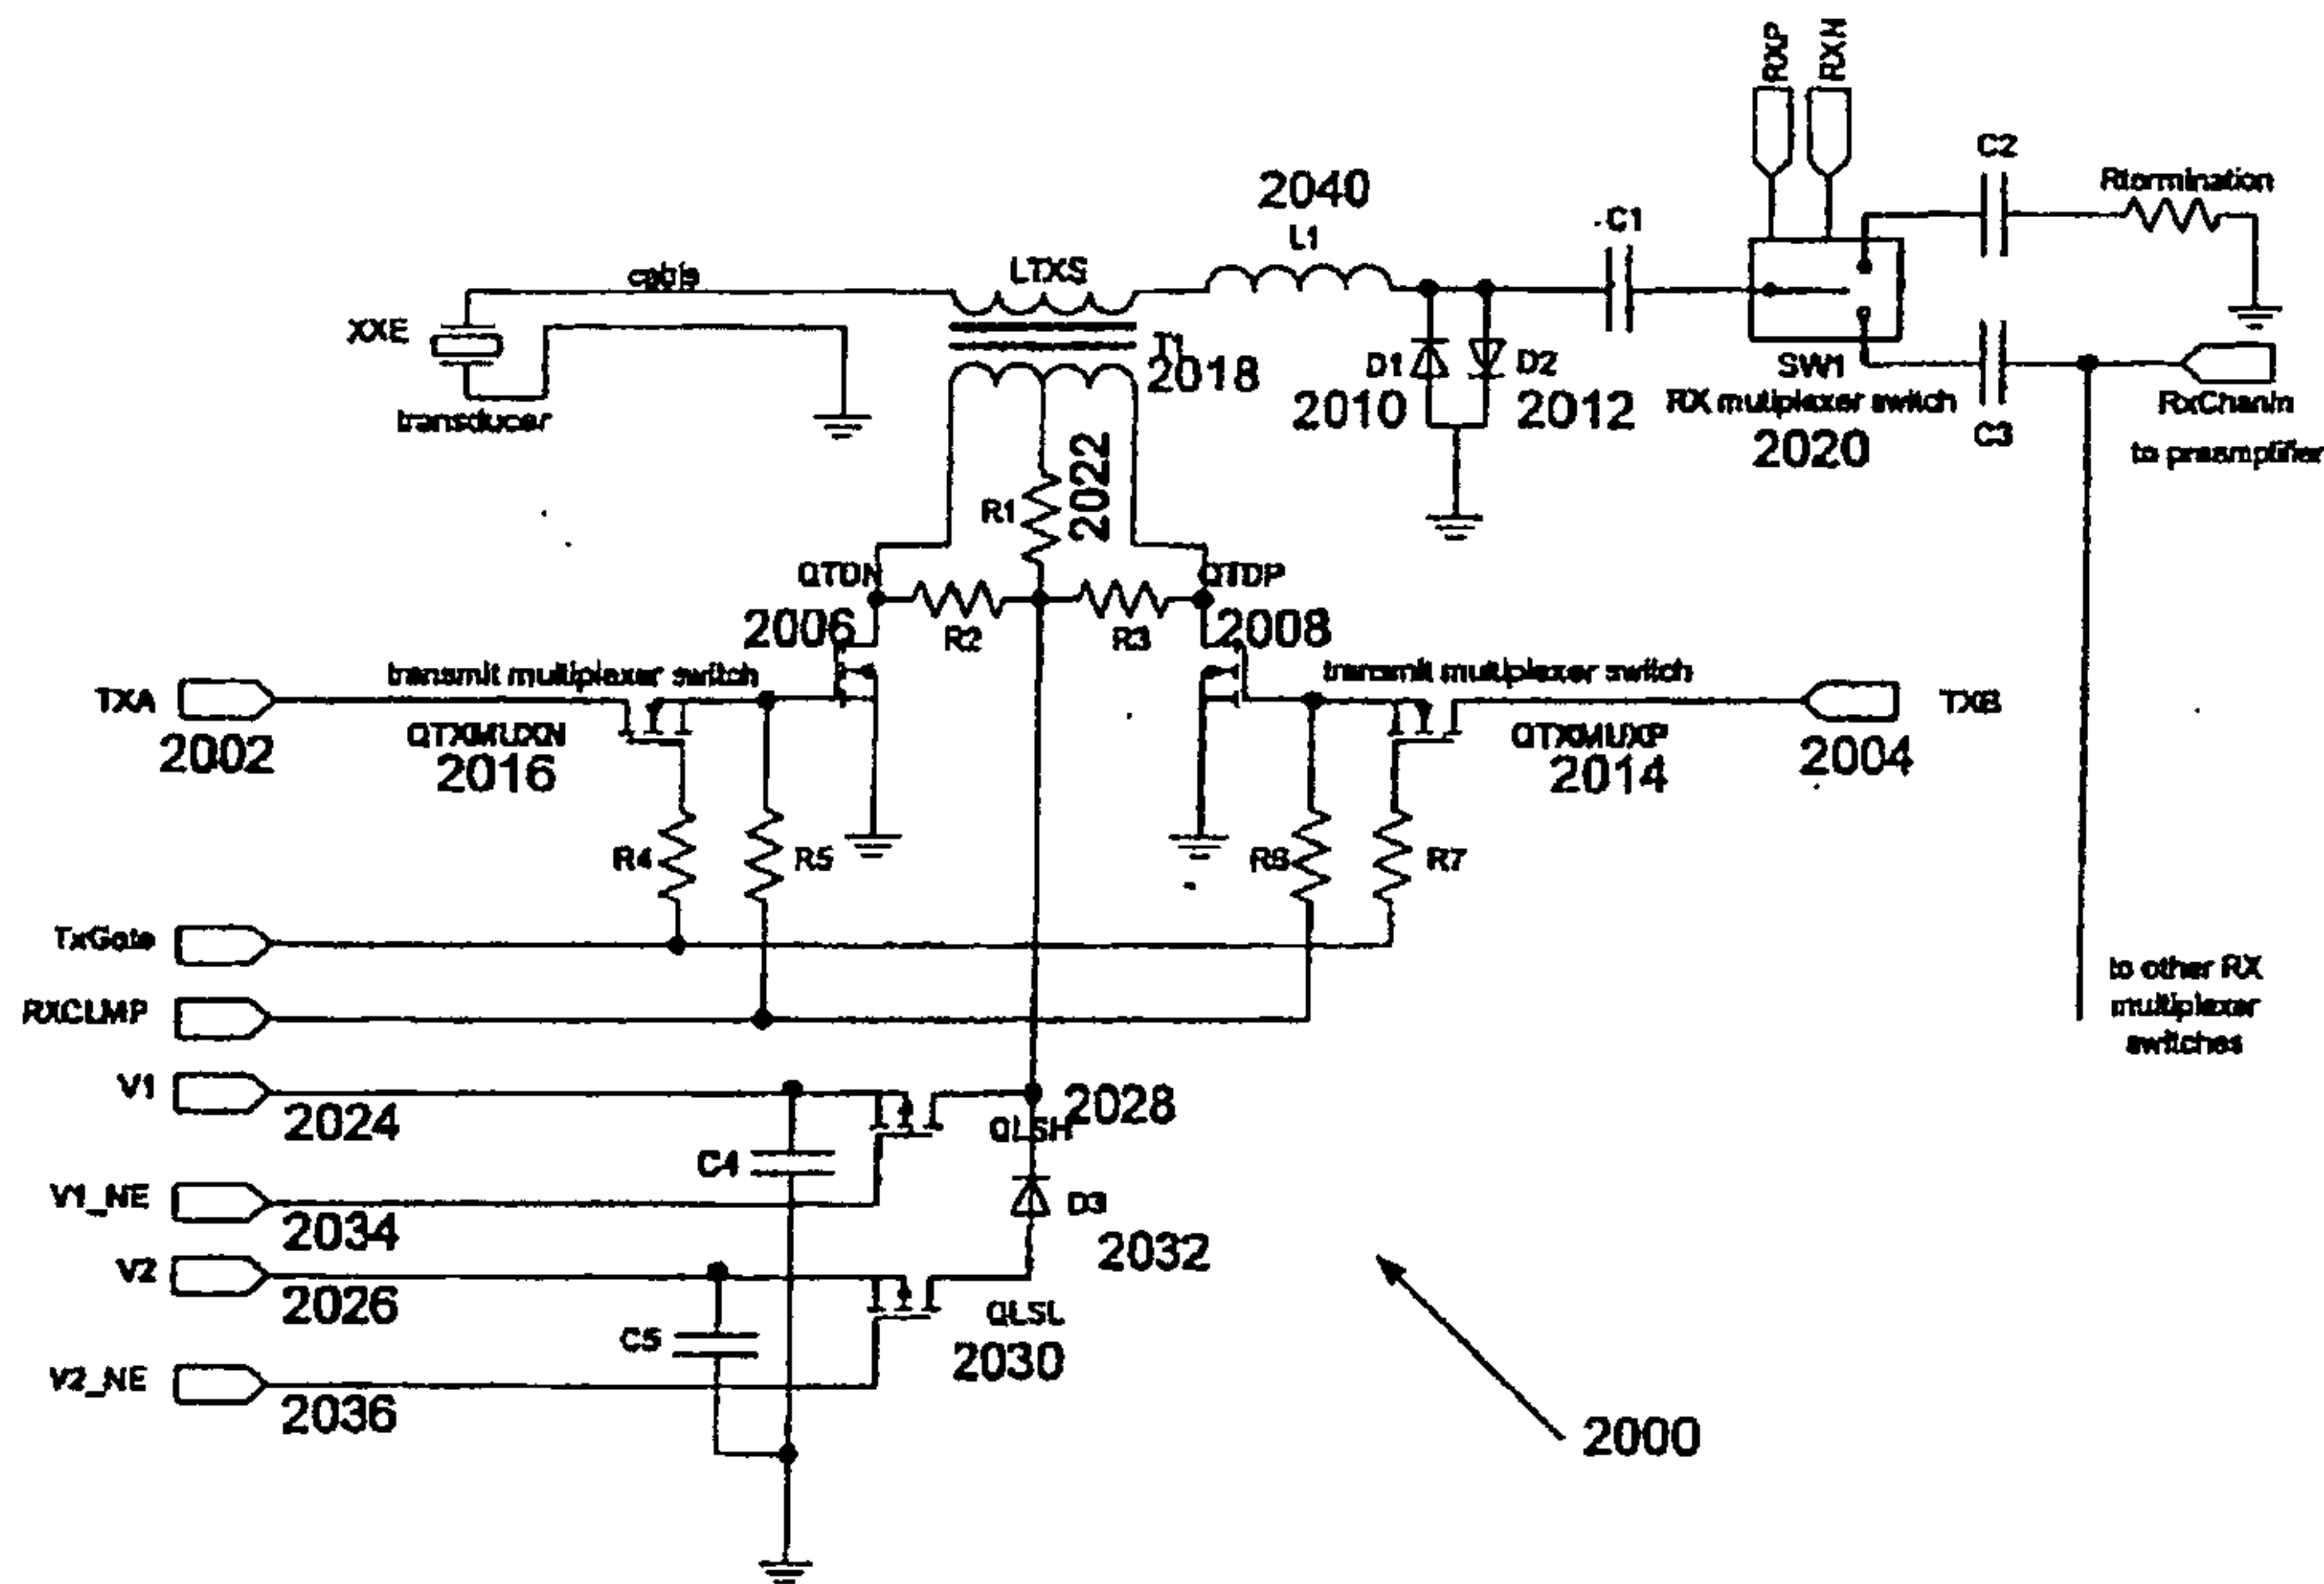 RXP
RXN
C2
Rtermination
2040
L1
C1
cable
LTXS
XXE
T1
2018
D1
D2
2010
2012
SW1
RX mutiplexer switch
2020
C3
RxChanIn
to preamplifier
transducer
R1
2022
QTDN
QTDP
2006
2008
R2
R3
transmit multiplexer switch
transmit multiplexer switch
TXA
2002
QTXMUXN
2016
QTXMUXP
2014
TXB
2004
R4
R5
R6
R7
TxGate
RXCLMP
to other RX
multiplexer
switches
V1
2024
2028
QLSH
C4
V1_NE
2034
D3
2032
V2
2026
QLSL
2030
C5
V2_NE
2036
2000